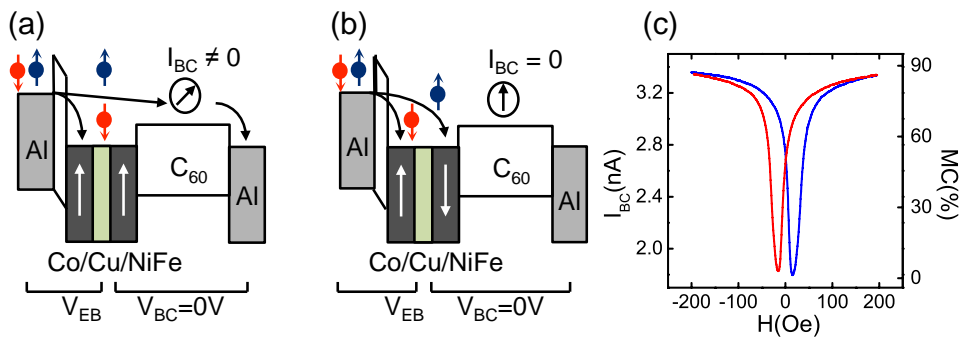 (a)
I_BC ≠ 0
Al
C_60
Al
Co/Cu/NiFe
V_EB
V_BC=0V
(b)
I_BC = 0
Al
C_60
Al
Co/Cu/NiFe
V_EB
V_BC=0V
(c)
I_BC(nA)
3.2
2.8
2.4
2.0
-200
-100
0
100
200
H(Oe)
90
60
30
0
MC(%)